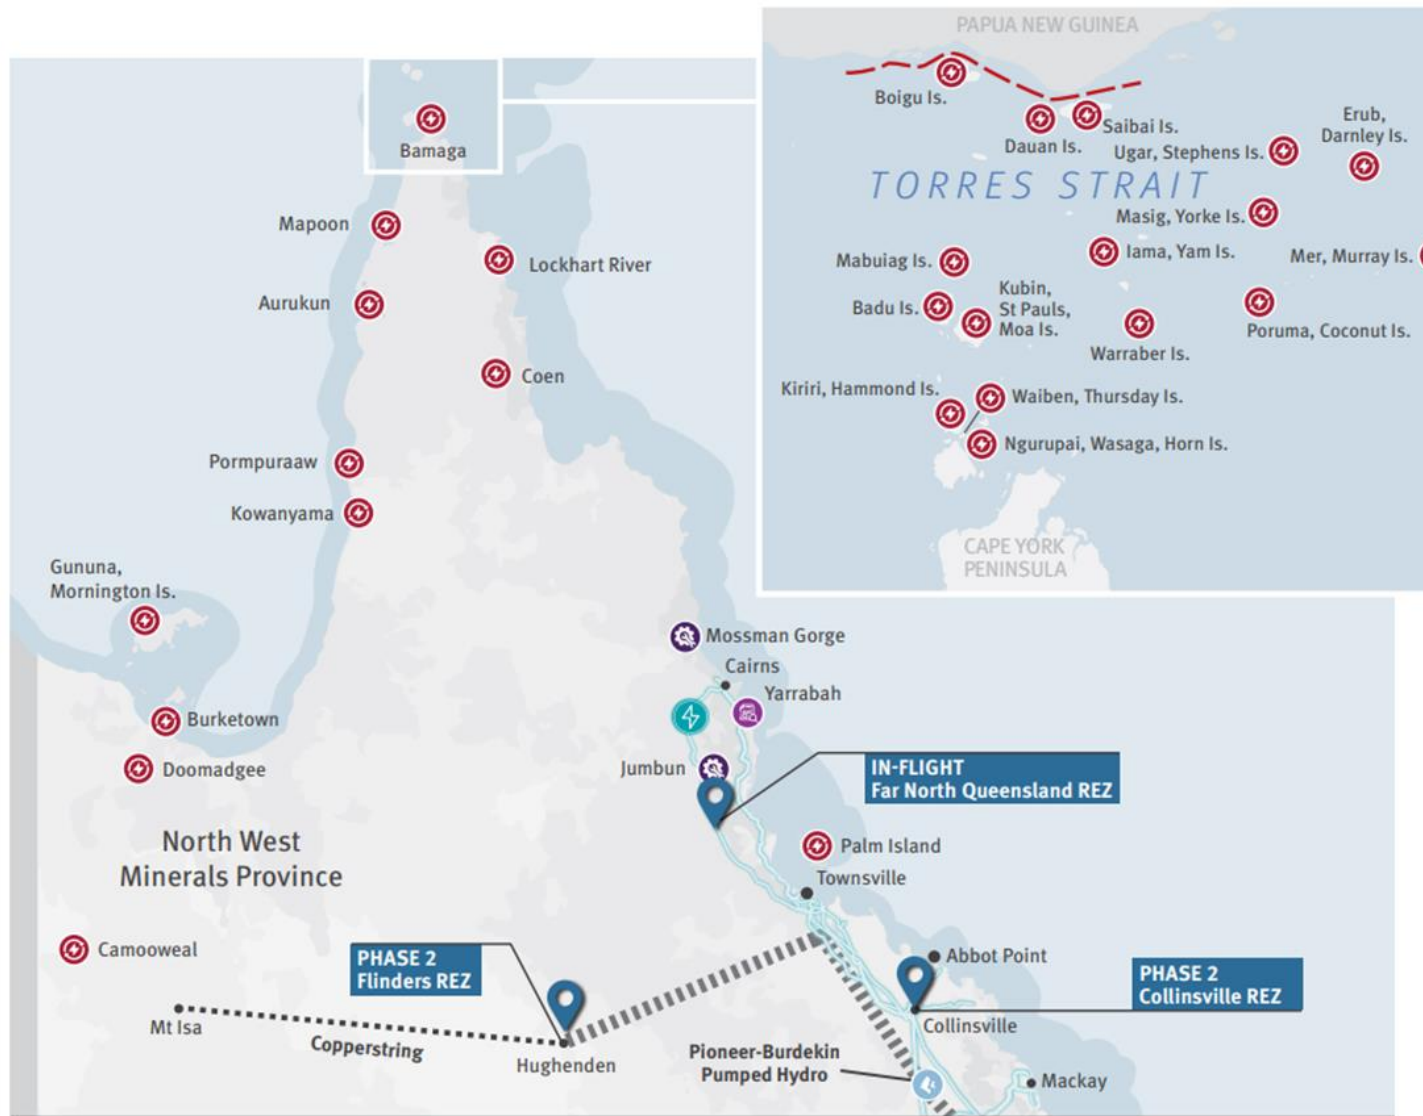 PAPUA NEW GUINEA
Boigu Is.
Dauan Is.
Saibai Is.
Ugar, Stephens Is.
Erub,
Darnley Is.
TORRES STRAIT
Masig, Yorke Is.
Mabuiag Is.
Iama, Yam Is.
Mer, Murray Is.
Badu Is.
Kubin,
St Pauls,
Moa Is.
Warraber Is.
Poruma, Coconut Is.
Kiriri, Hammond Is.
Waiben, Thursday Is.
Ngurupai, Wasaga, Horn Is.
CAPE YORK
PENINSULA
Bamaga
Mapoon
Lockhart River
Aurukun
Coen
Pormpuraaw
Kowanyama
Gununa,
Mornington Is.
Mossman Gorge
Cairns
Yarrabah
Burketown
Doomadgee
Jumbun
IN-FLIGHT
Far North Queensland REZ
North West
Minerals Province
Palm Island
Townsville
Camooweal
PHASE 2
Flinders REZ
Abbot Point
PHASE 2
Collinsville REZ
Mt Isa
Copperstring
Hughenden
Collinsville
Pioneer-Burdekin
Pumped Hydro
Mackay